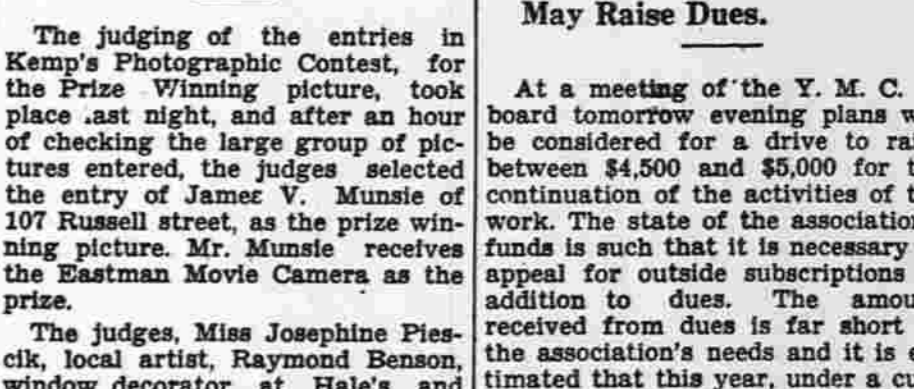 The judging of the entries in
Kemp's Photographic Contest, for
the Prize Winning picture, took
place .ast night, and after an hour
of checking the large group of pic-
tures entered, the judges selected
the entry of James V. Munsie of
107 Russell street, as the prize win-
ning picture. Mr. Munsie receives
the Eastman Movie Camera as the
prize.
The judges, Miss Josephine Pies-
cik, local artist, Raymond Benson,
window decorator at Hale's and
May Raise Dues.
At a meeting of the Y. M. C.
board tomorrow evening plans
be considered for a drive to
between $4,500 and $5,000 for
continuation of the activities of
work. The state of the association
funds is such that it is necessary
appeal for outside subscriptions
addition to dues. The
received from dues is far short
the association's needs and it is
timated that this year, under a